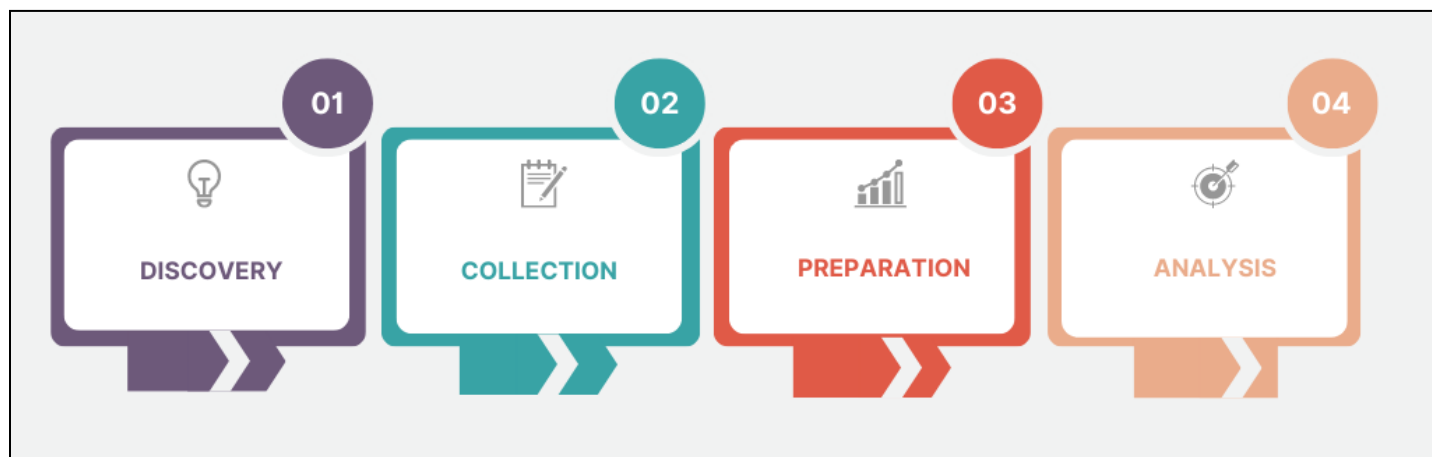 01
DISCOVERY
02
COLLECTION
03
PREPARATION
04
ANALYSIS